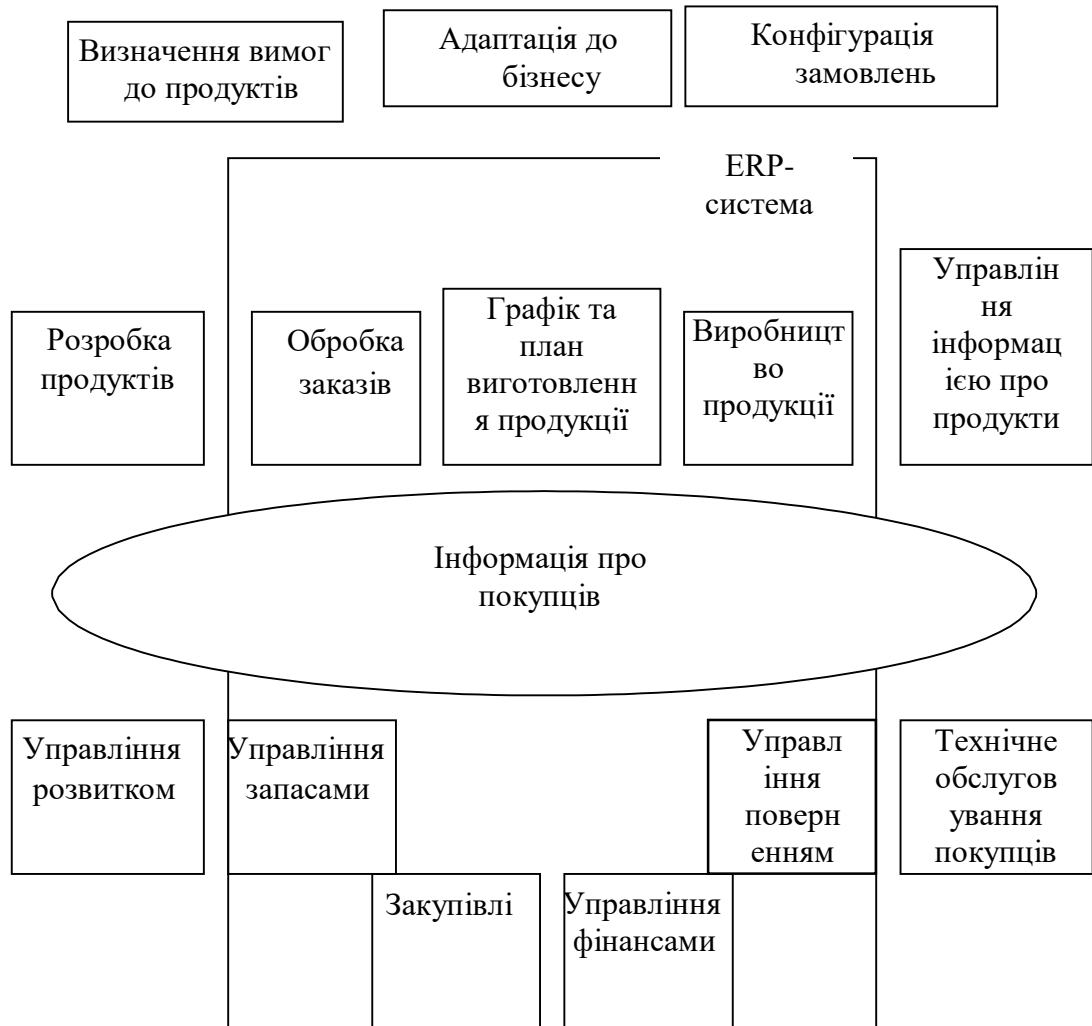 Визначення вимог
до продуктів
Адаптація до
бізнесу
Конфігурація
замовлень
ERP-
система
Розробка
продуктів
Обробка
заказів
Графік та
план
виготовленн
я продукції
Виробницт
во
продукції
Управлін
ня
інформац
ією про
продукти
Інформація про
покупців
Управління
розвитком
Управління
запасами
Управл
іння
поверн
енням
Технічне
обслугов
ування
покупців
Закупівлі
Управління
фінансами